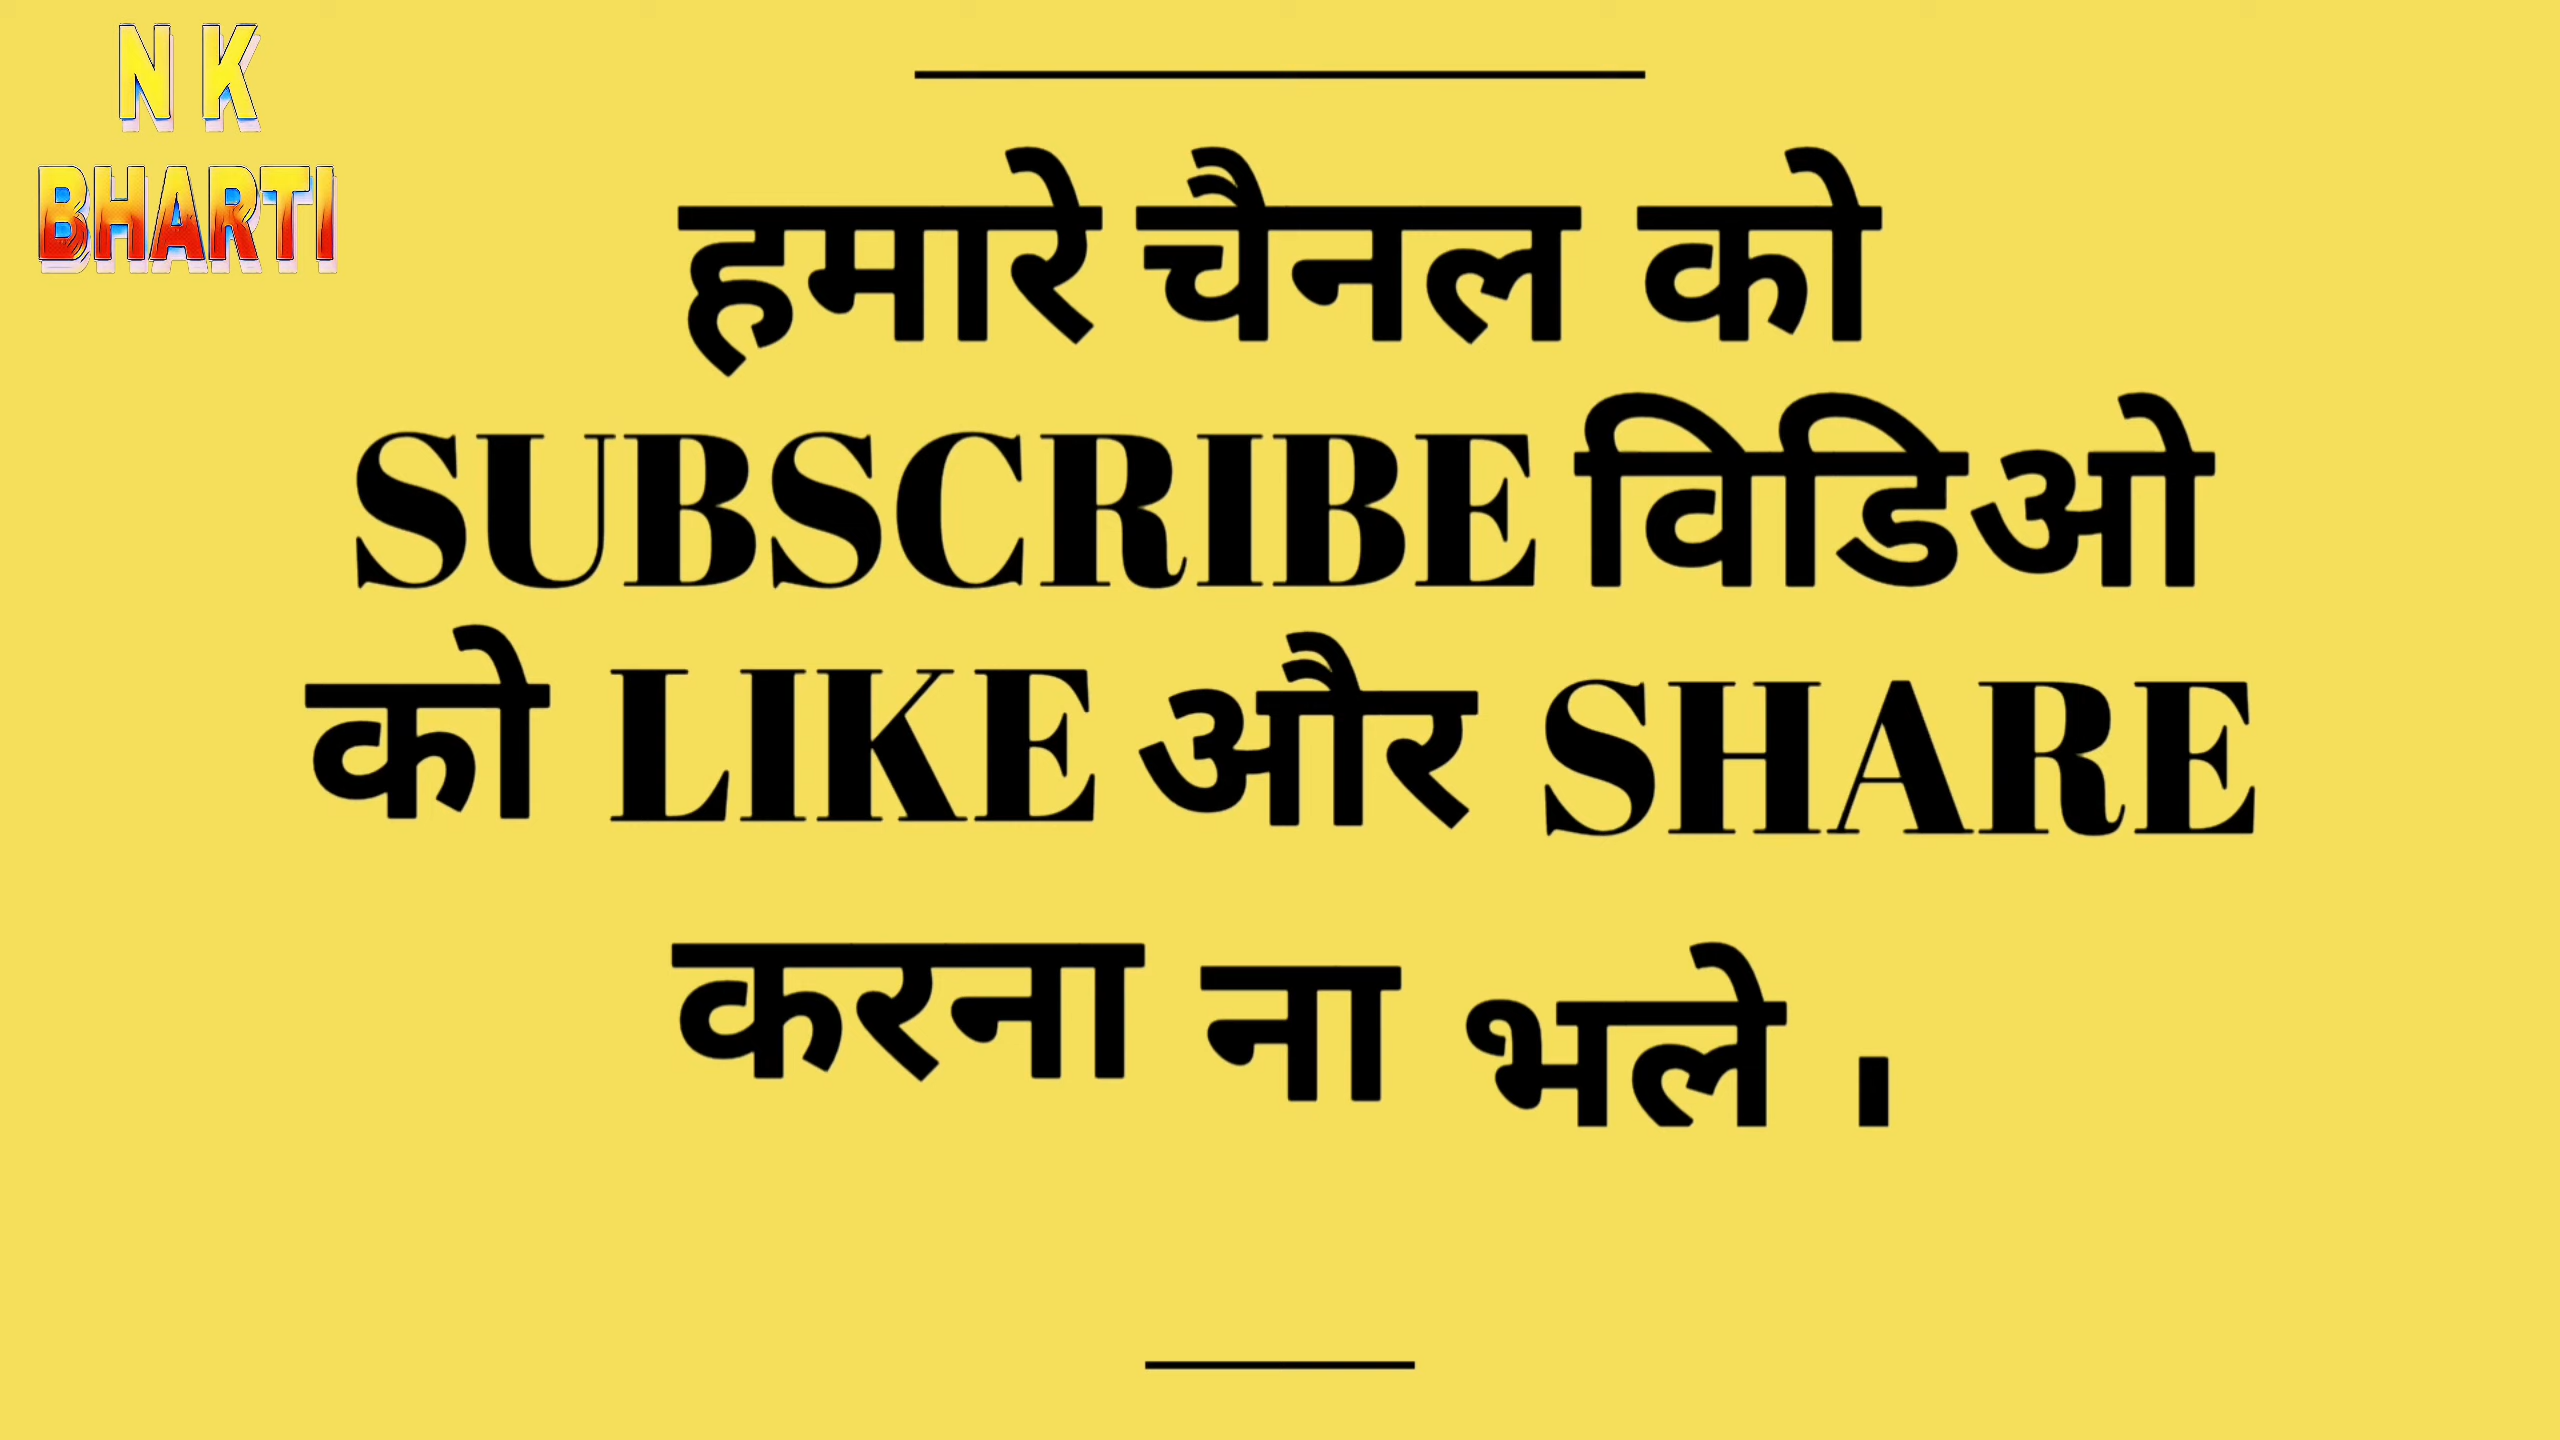 N K
BHARTI
हमारे चैनल को
SUBSCRIBE विडिओ
को LIKE और SHARE
करना ना भले ।